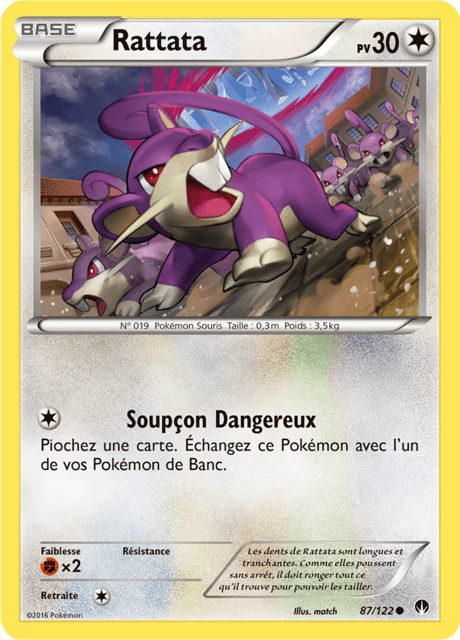 BASE
Rattata
PV30
N° 019 Pokémon Souris Taille : 0,3m Poids : 3,5kg
Soupçon Dangereux
Piochez une carte. Échangez ce Pokémon avec l'un
de vos Pokémon de Banc.
Faiblesse
×2
Résistance
Retraite
Les dents de Rattata sont longues et
tranchantes. Comme elles poussent
sans arrêt, il doit ronger tout ce
qu'il trouve pour pouvoir les tailler.
©2016 Pokémon
Illus. match
87/122